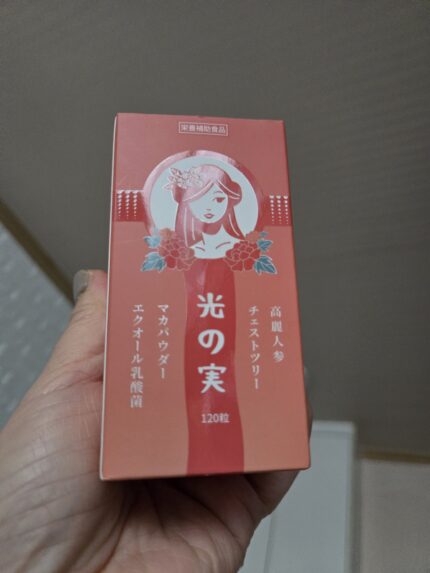 栄養補助食品
光の実
高麗人参
チェストツリー
マカパウダー
エクオール乳酸菌
120粒